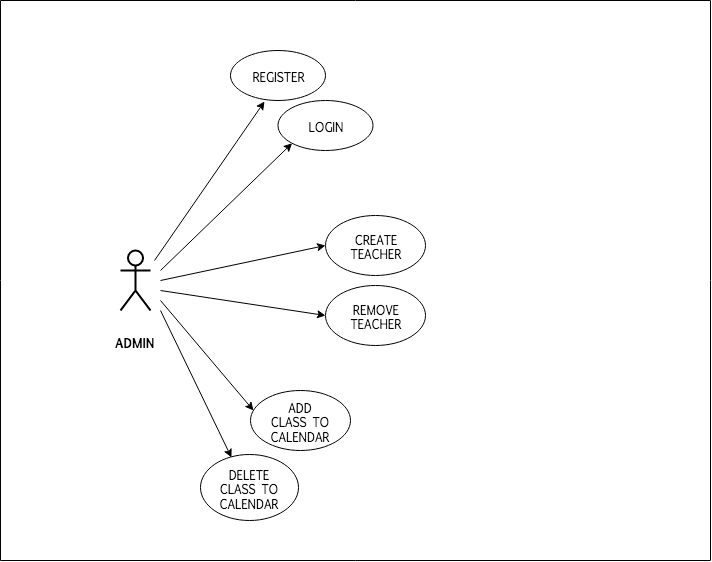 REGISTER
LOGIN
CREATE
TEACHER
REMOVE
TEACHER
ADMIN
ADD
CLASS TO
CALENDAR
DELETE
CLASS TO
CALENDAR